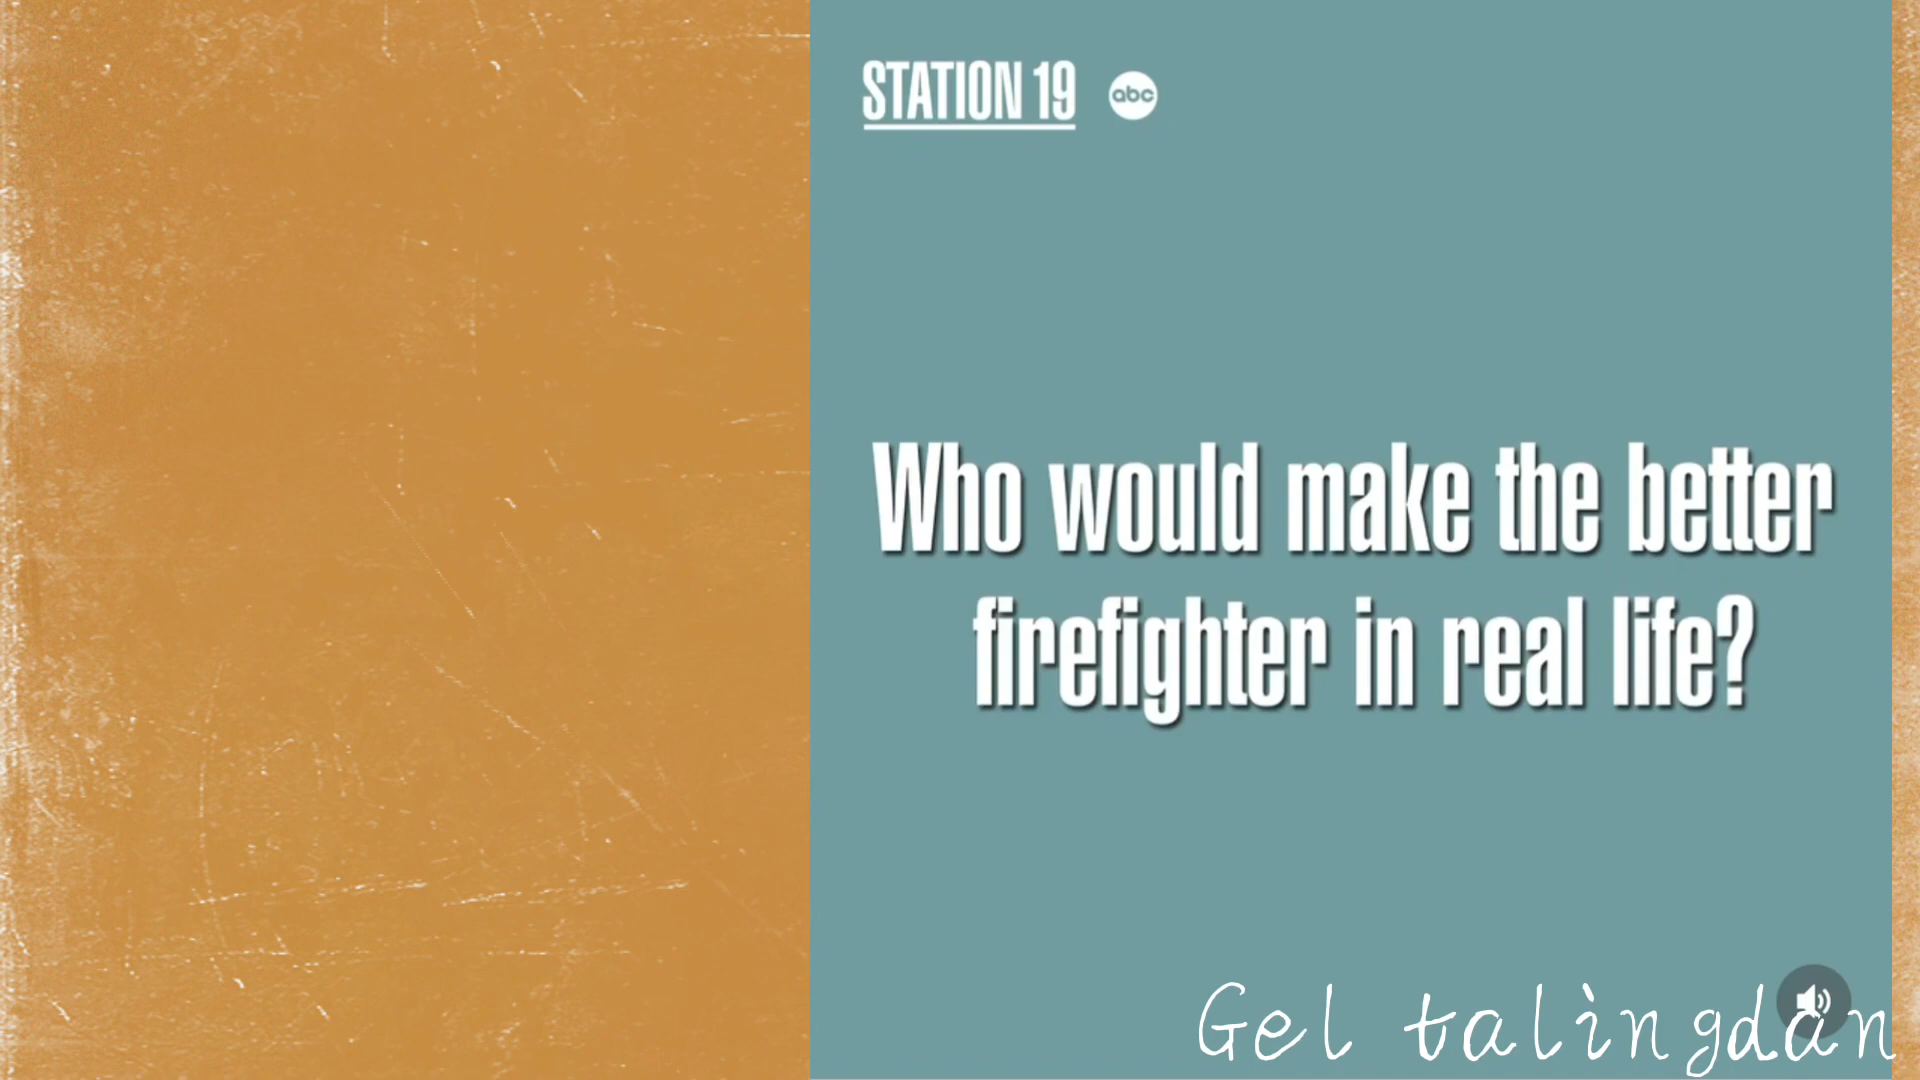 STATION 19 abc
Who would make the better
firefighter in real life?
Gel talingdan